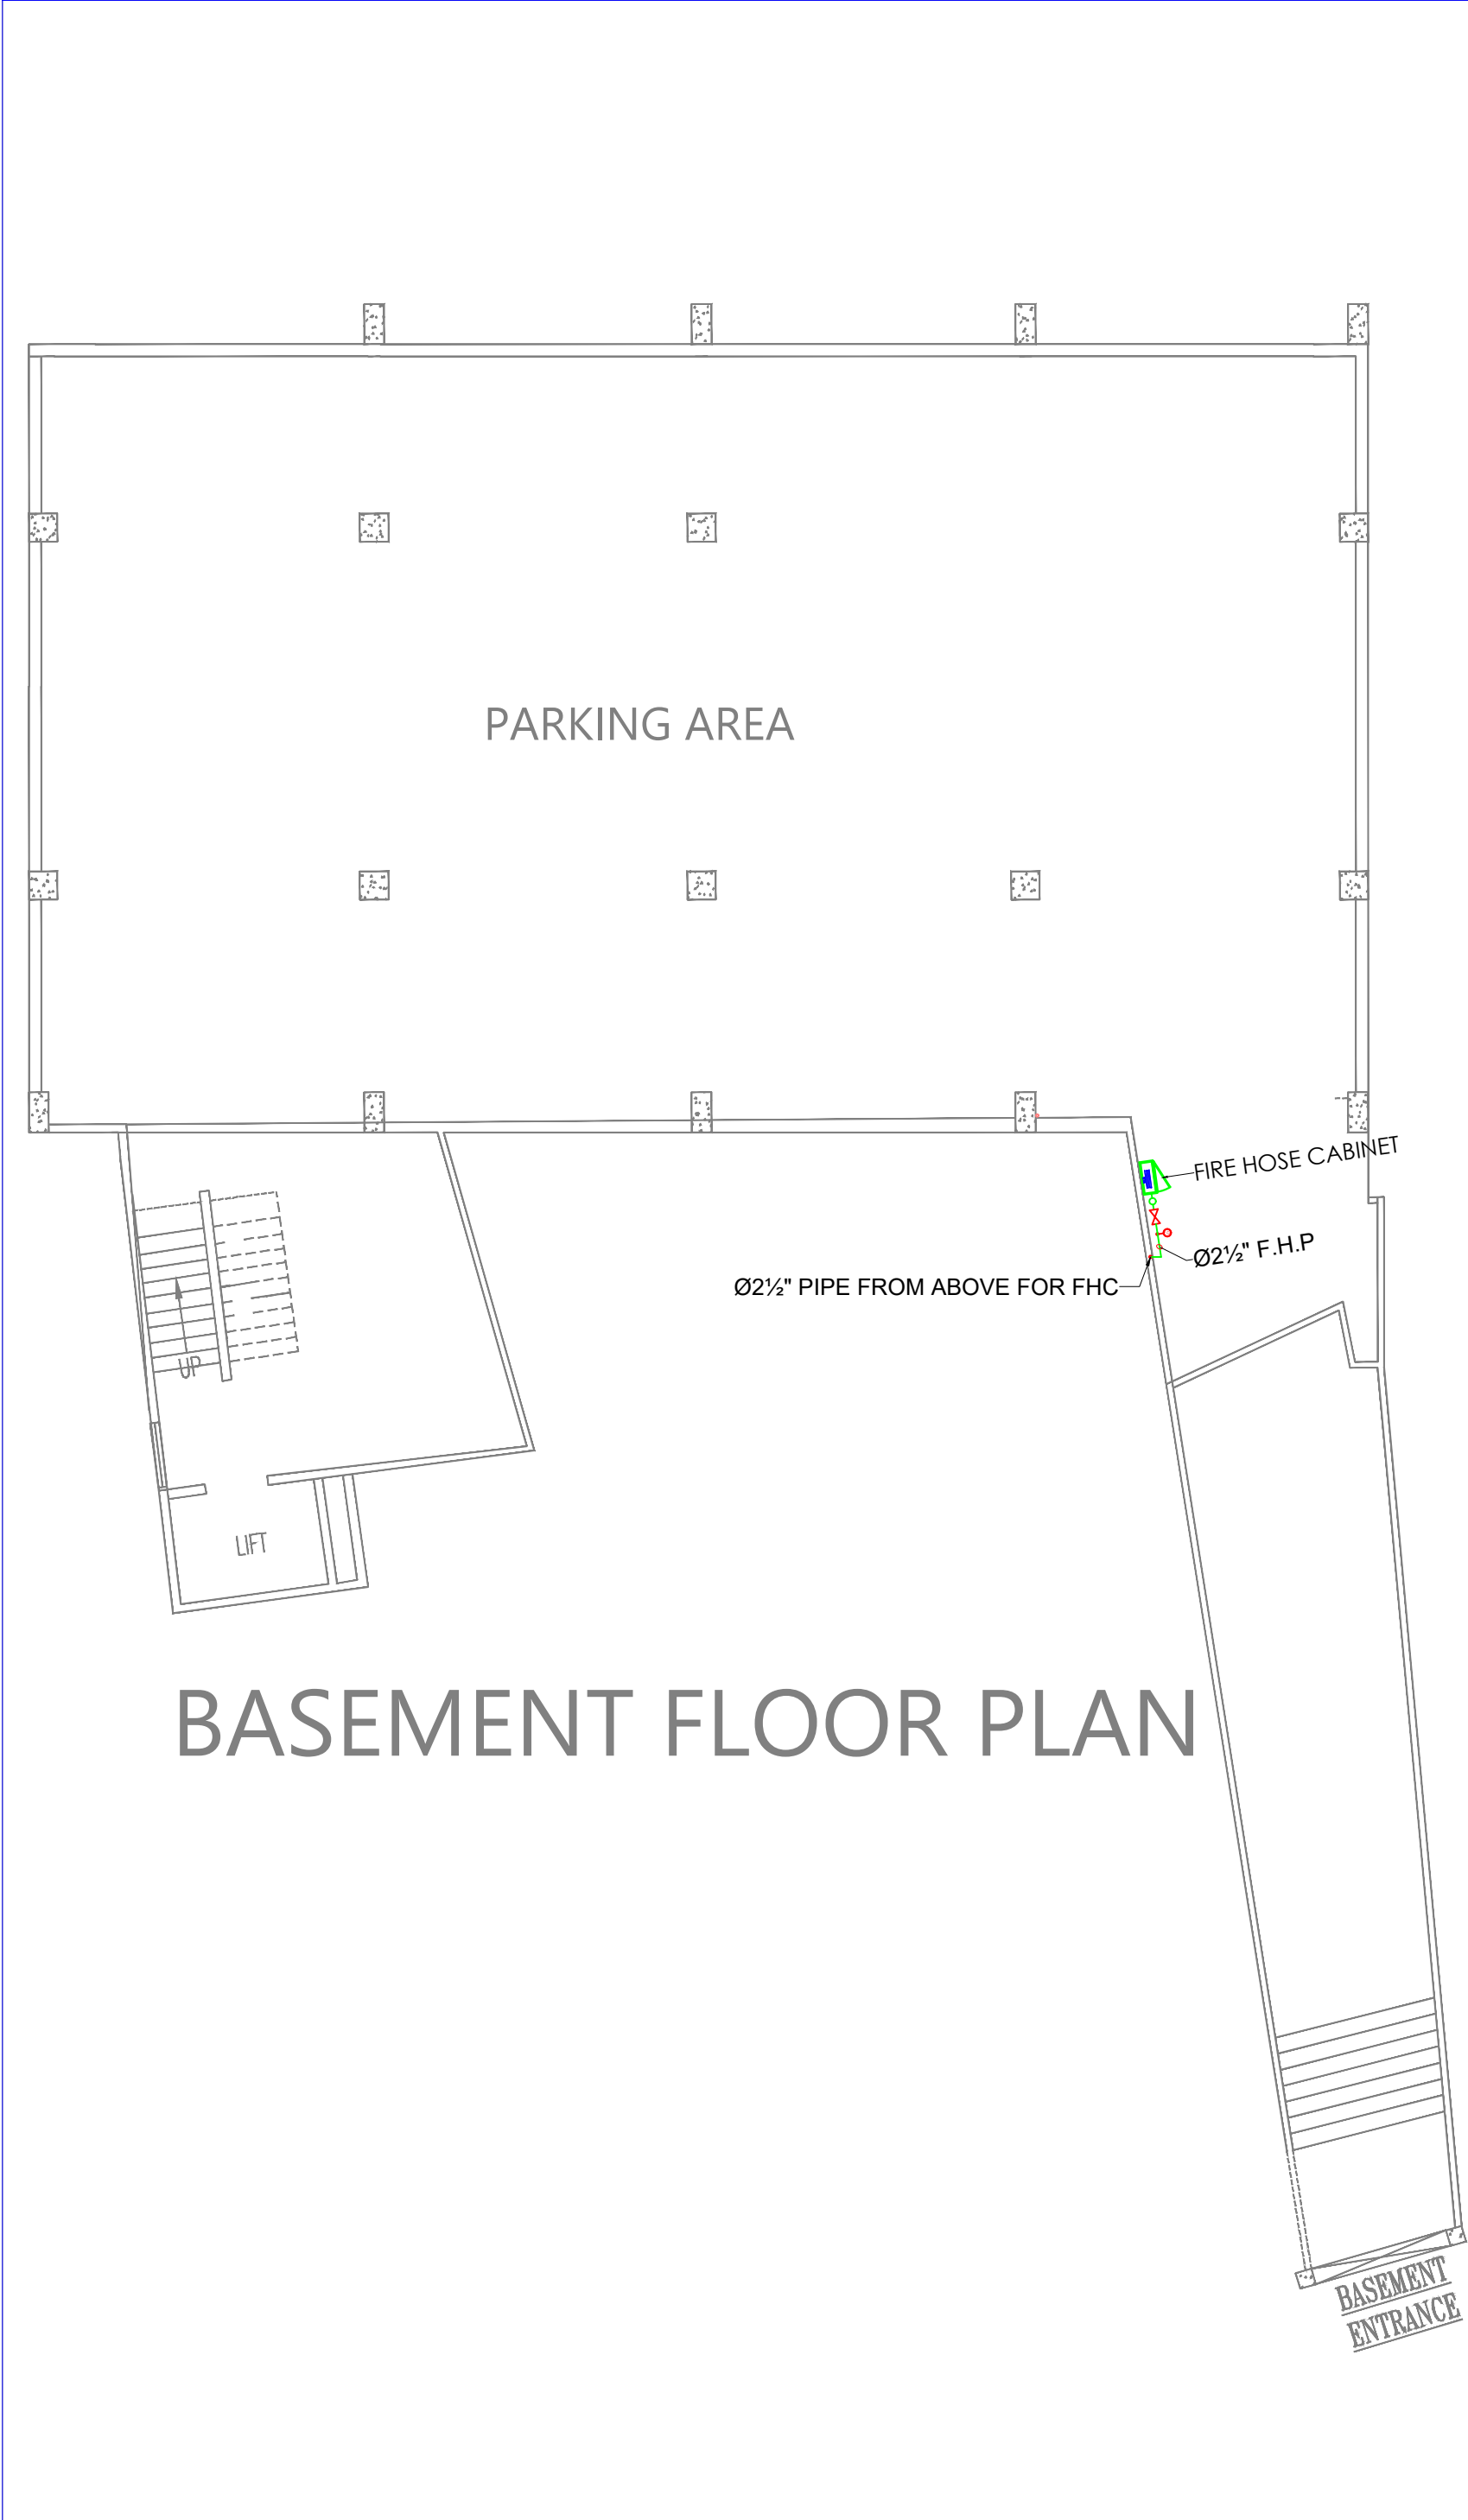 PARKING AREA
FIRE HOSE CABINET
Ø2½" F.H.P
Ø2½" PIPE FROM ABOVE FOR FHC
UP
LIFT
BASEMENT FLOOR PLAN
BASEMENT
ENTRANCE